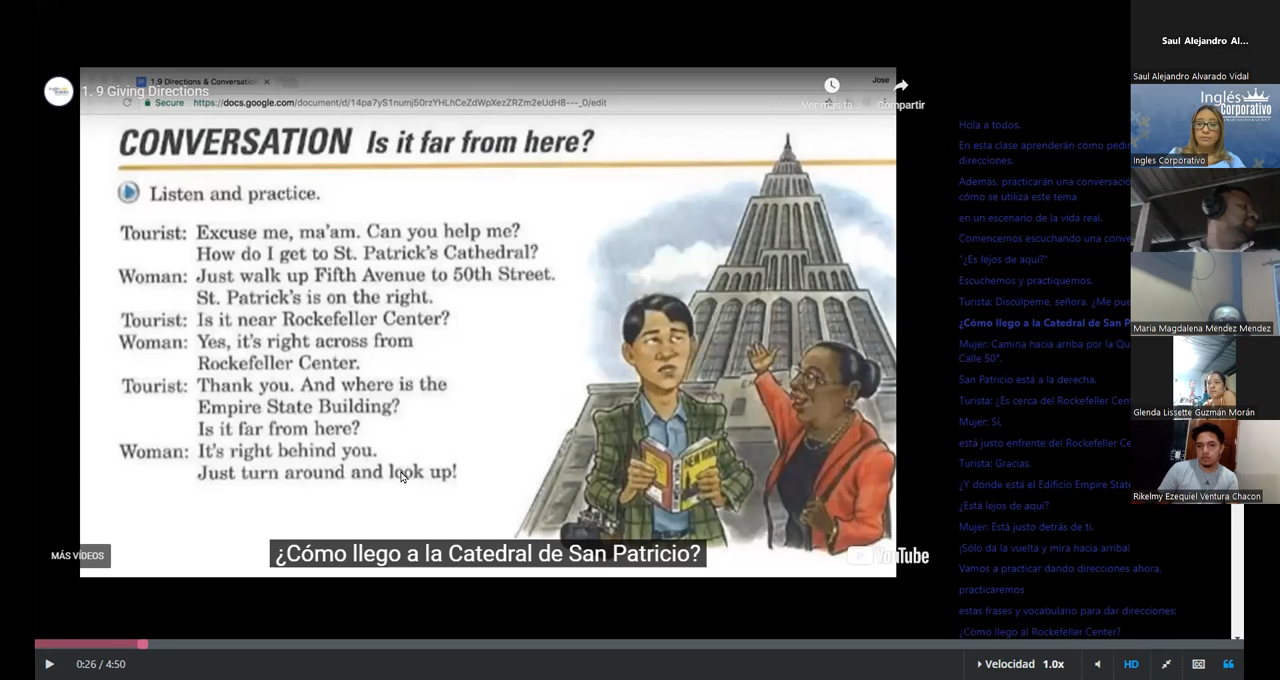 1.9 Directions & Conversation
Jose
1. 9 Giving Directions
Ver más ta...
Compartir
Secure https://docs.google.com/document/d/14pa7yS1numj50rzYHLhCeZdWpXezZRZm2eUdH8---_0/edit
CONVERSATION Is it far from here?
Listen and practice.
Tourist: Excuse me, ma'am. Can you help me?
How do I get to St. Patrick's Cathedral?
Woman: Just walk up Fifth Avenue to 50th Street.
St. Patrick's is on the right.
Tourist: Is it near Rockefeller Center?
Woman: Yes, it's right across from
Rockefeller Center.
Tourist: Thank you. And where is the
Empire State Building?
Is it far from here?
Woman: It's right behind you.
Just turn around and look up!
NEW YORK
¿Cómo llego a la Catedral de San Patricio?
MÁS VÍDEOS
YouTube
0:26 / 4:50
Velocidad 1.0x
HD
Hola a todos.
En esta clase aprenderán cómo pedir
direcciones.
Además, practicarán una conversació
cómo se utiliza este tema
en un escenario de la vida real.
Comencemos escuchando una conve
"¿Es lejos de aquí?"
Escuchemos y practiquemos.
Turista: Discúlpeme, señora. ¿Me pue
¿Cómo llego a la Catedral de San P
Mujer: Camina hacia arriba por la Qu
Calle 50°.
San Patricio está a la derecha.
Turista: ¿Es cerca del Rockefeller Cen
Mujer: Sí,
está justo enfrente del Rockefeller Ce
Turista: Gracias.
¿Y dónde está el Edificio Empire State
¿Está lejos de aquí?
Mujer: Está justo detrás de ti.
¡Sólo da la vuelta y mira hacia arriba!
Vamos a practicar dando direcciones ahora.
practicaremos
estas frases y vocabulario para dar direcciones:
¿Cómo llego al Rockefeller Center?
Saul Alejandro Al...
Saul Alejandro Alvarado Vidal
Inglés
Corporativo
Ingles Corporativo
Maria Magdalena Mendez Mendez
Glenda Lissette Guzmán Morán
Rikelmy Ezequiel Ventura Chacon